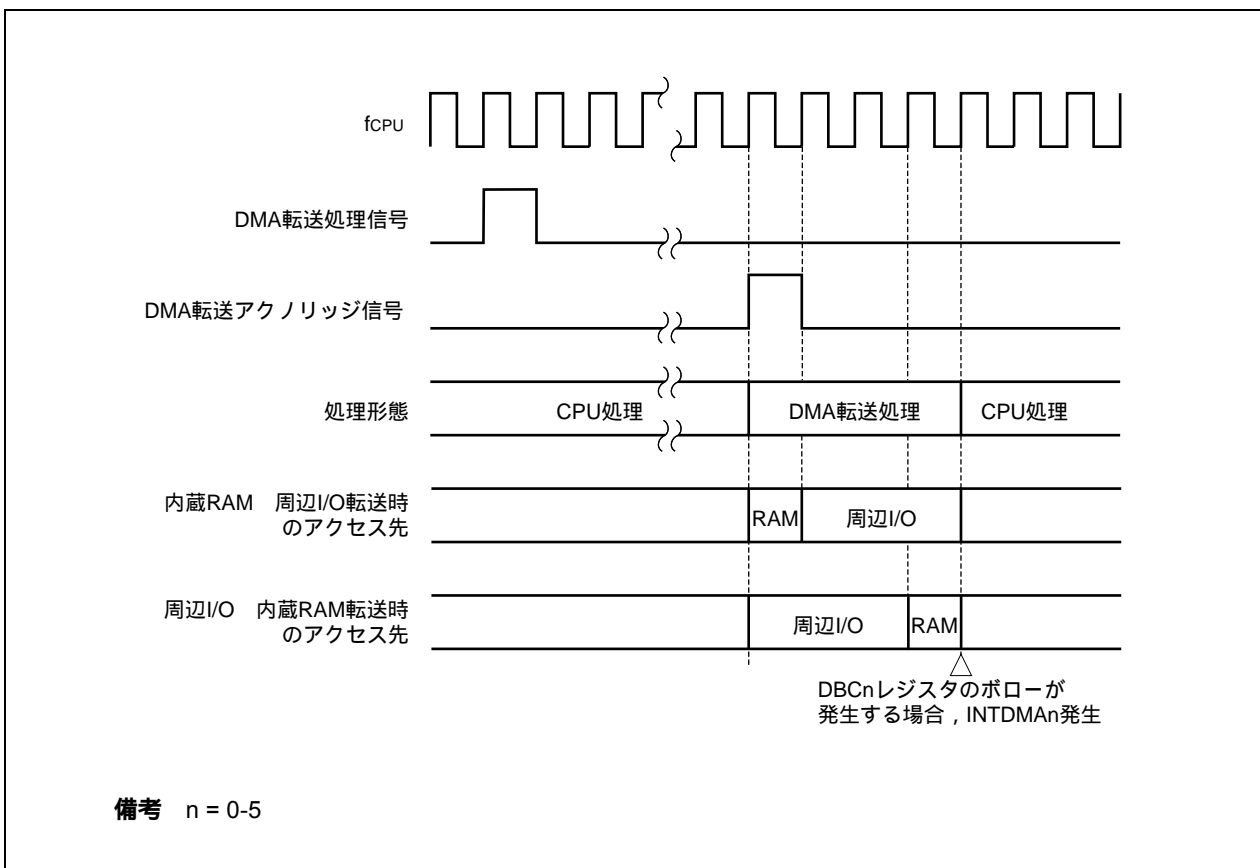 fCPU
DMA転送処理信号
DMA転送アクノリッジ信号
処理形態
CPU処理
DMA転送処理
CPU処理
内蔵RAM　周辺I/O転送時
のアクセス先
RAM
周辺I/O
周辺I/O　内蔵RAM転送時
のアクセス先
周辺I/O
RAM
DBCnレジスタのボローが
発生する場合，INTDMAn発生
備考　n = 0-5